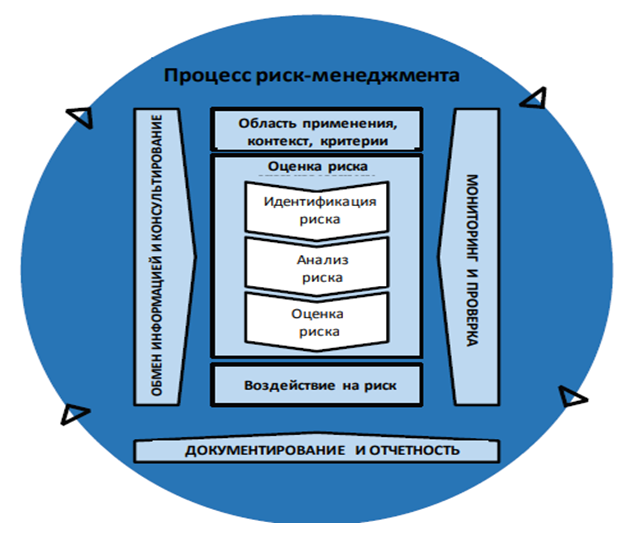 Процесс риск-менеджмента
ОБМЕН ИНФОРМАЦИЕЙ И КОНСУЛЬТИРОВАНИЕ
Область применения,
контекст, критерии
Оценка риска
Идентификация
риска
Анализ
риска
Оценка
риска
Воздействие на риск
МОНИТОРИНГ И ПРОВЕРКА
ДОКУМЕНТИРОВАНИЕ И ОТЧЕТНОСТЬ